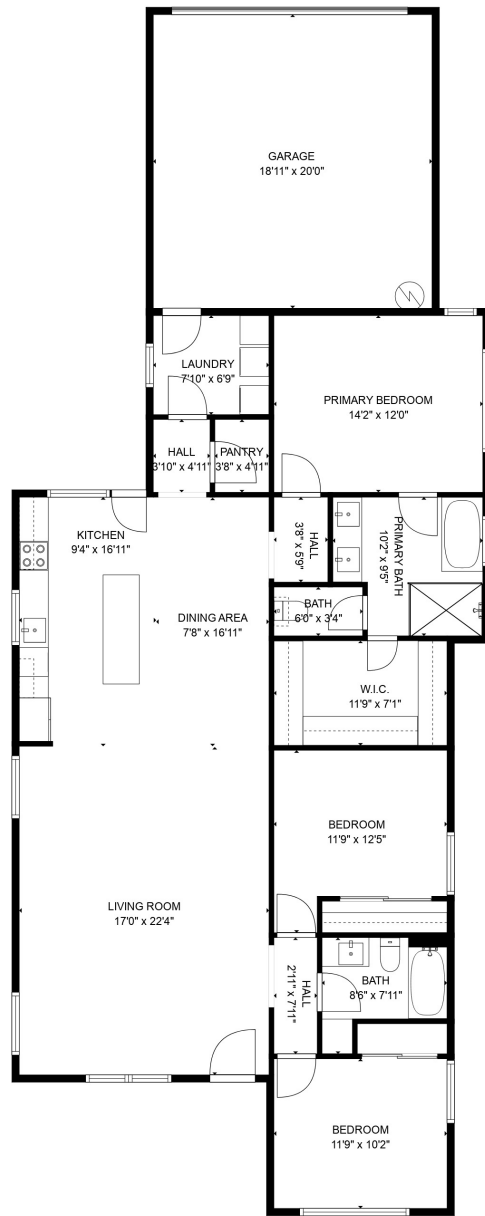 GARAGE
18'11" x 20'0"
LAUNDRY
7'10" x 6'9"
PRIMARY BEDROOM
14'2" x 12'0"
HALL
3'10" x 4'11"
PANTRY
3'8" x 4'11"
KITCHEN
9'4" x 16'11"
HALL
3'8" x 5'9"
PRIMARY BATH
10'2" x 9'5"
DINING AREA
7'8" x 16'11"
BATH
6'0" x 3'4"
W.I.C.
11'9" x 7'1"
BEDROOM
11'9" x 12'5"
LIVING ROOM
17'0" x 22'4"
HALL
2'11" x 7'11"
BATH
8'6" x 7'11"
BEDROOM
11'9" x 10'2"